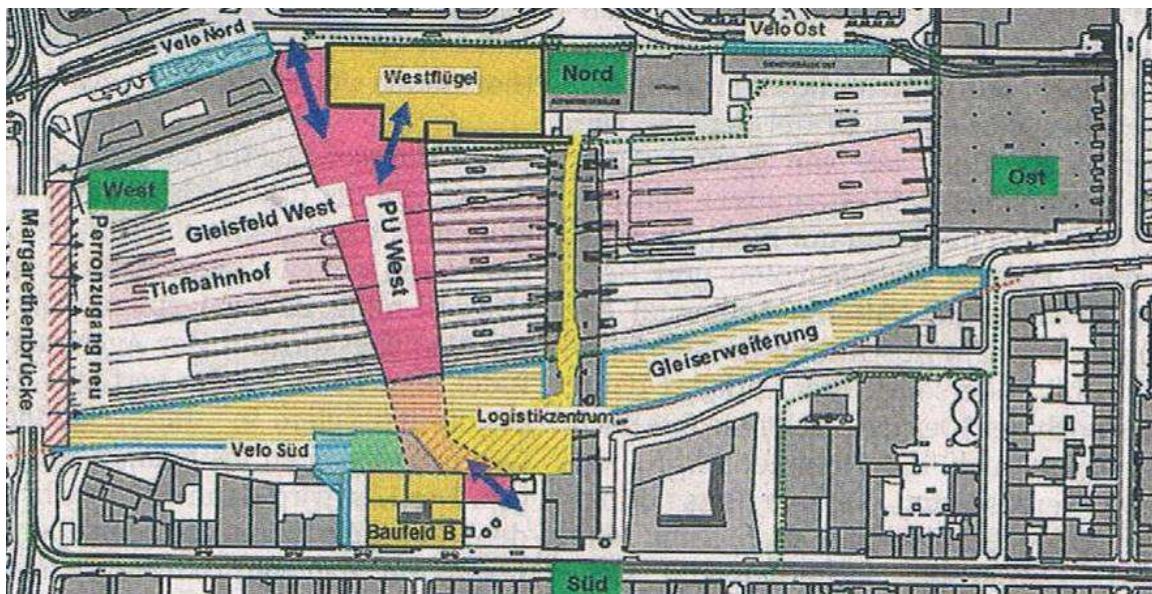 Velo Nord
Velo Ost
Westflügel
Nord
West
Ost
Gleisfeld West
PU West
Tiefbahnhof
Margarethenbrücke
Perronzugang neu
Gleiserweiterung
Logistikzentrum
Velo Süd
Baufeld B
Süd